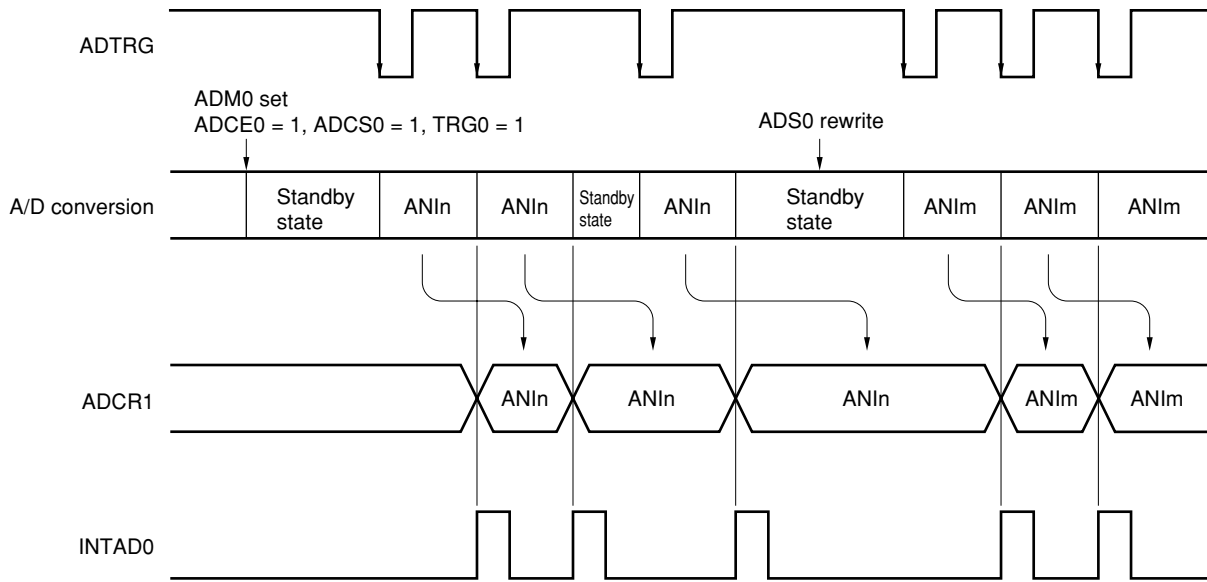 ADTRG
ADM0 set
ADCE0 = 1, ADCS0 = 1, TRG0 = 1
ADS0 rewrite
A/D conversion
Standby
state
ANIn
ANIn
Standby
state
ANIn
Standby
state
ANIm
ANIm
ANIm
ADCR1
ANIn
ANIn
ANIn
ANIm
ANIm
INTAD0